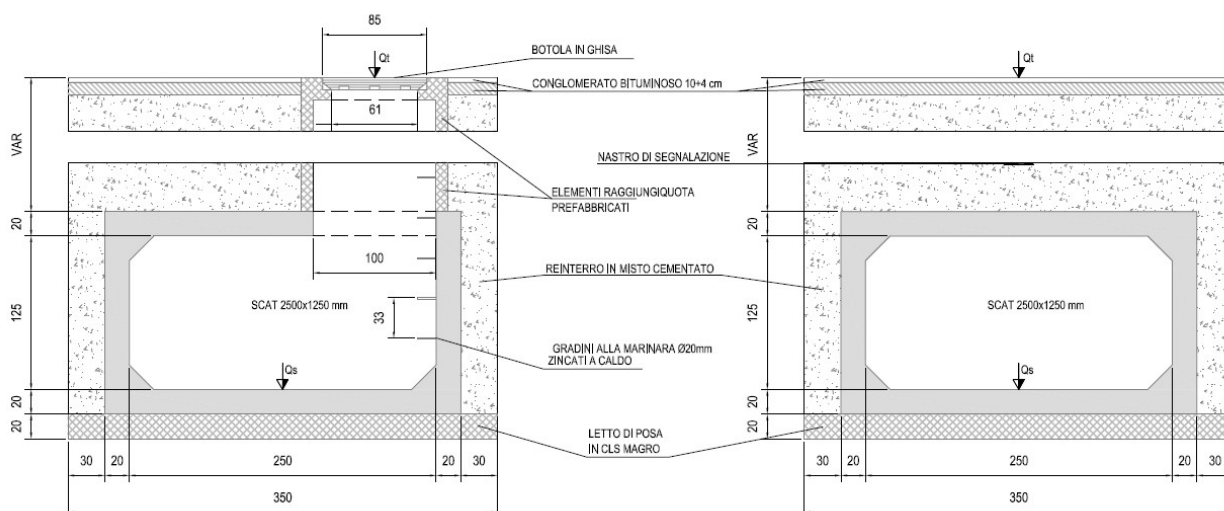 85
Qt
BOTOLA IN GHISA
Qt
CONGLOMERATO BITUMINOSO 10+4 cm
61
VAR
VAR
NASTRO DI SEGNALAZIONE
ELEMENTI RAGGIUNGIQUOTA
PREFABBRICATI
20
20
100
REINTERRO IN MISTO CEMENTATO
125
SCAT 2500x1250 mm
33
125
SCAT 2500x1250 mm
GRADINI ALLA MARINARA Ø20mm
ZINCATI A CALDO
Qs
Qs
20
20
20
20
LETTO DI POSA
IN CLS MAGRO
30
20
250
20
30
30
20
250
20
30
350
350